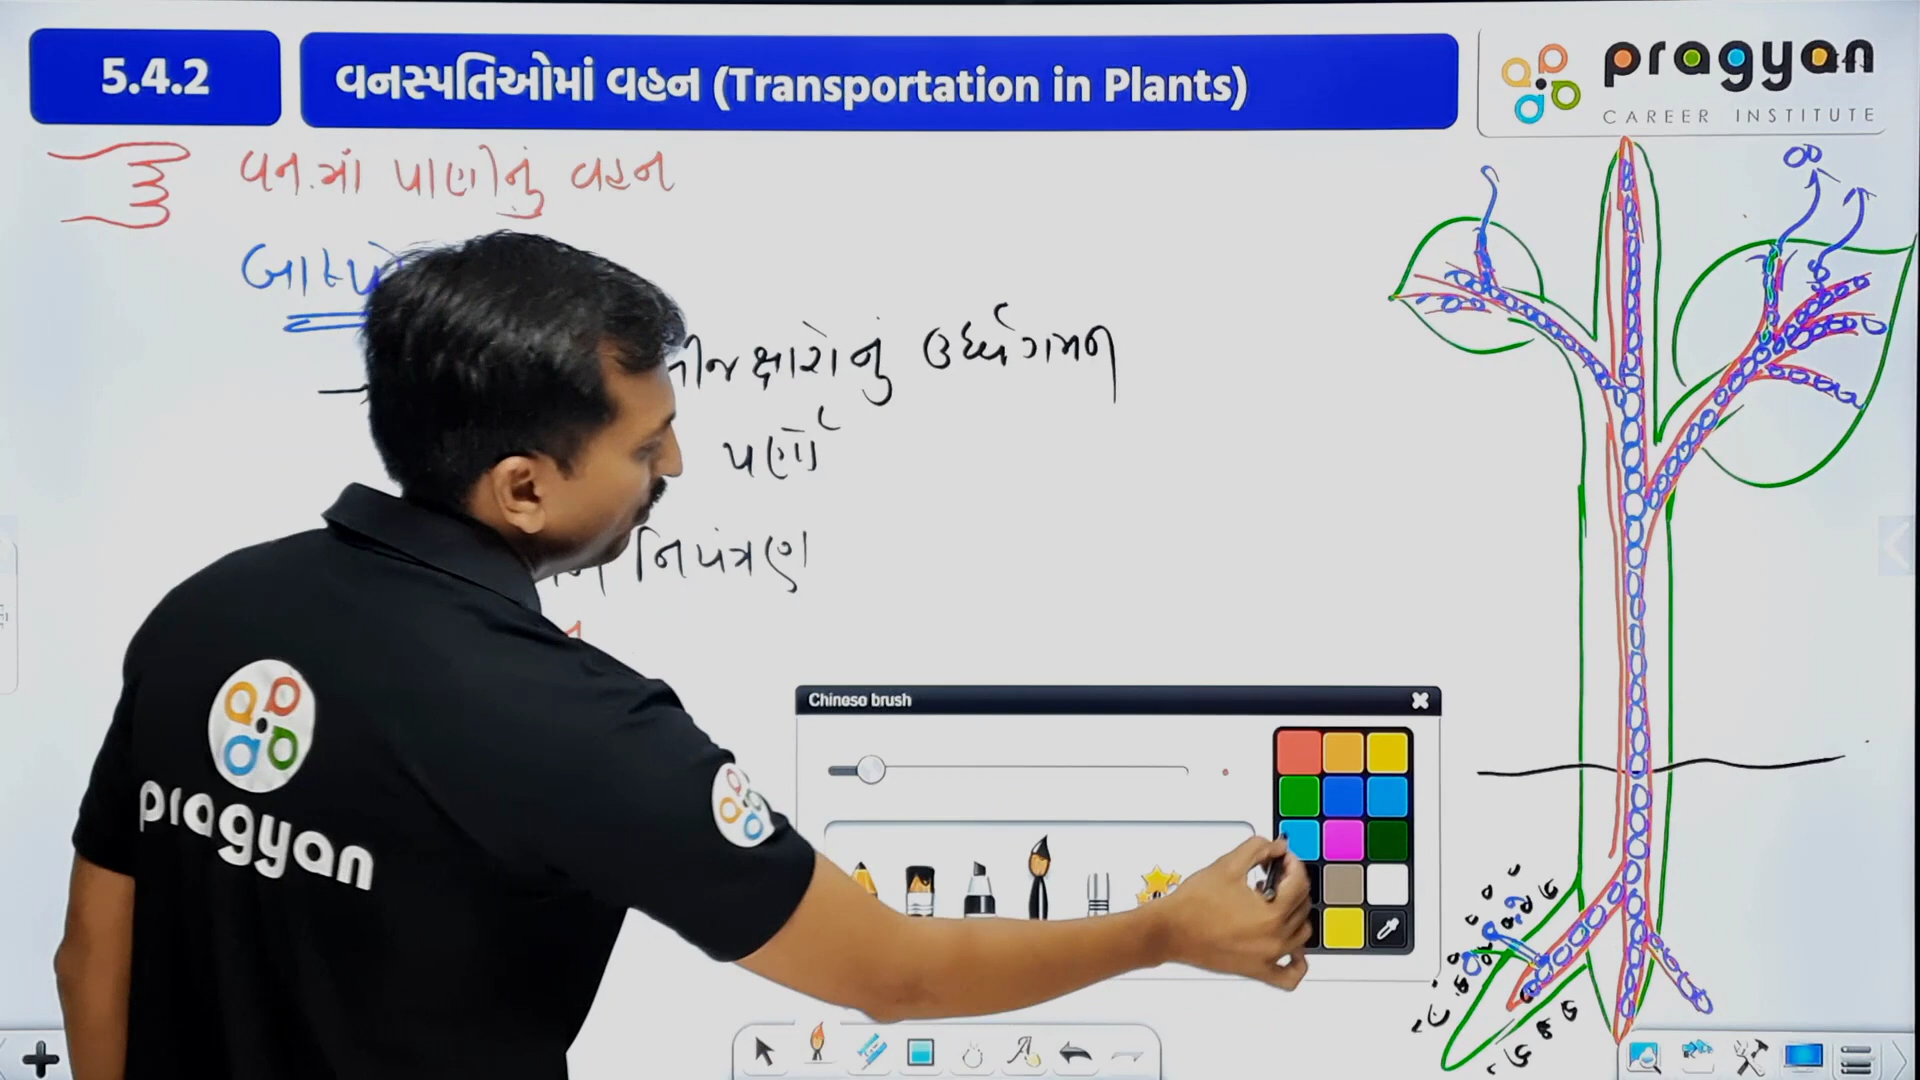 5.4.2
વનસ્પતિઓમાં વહન (Transportation in Plants)
pragyan
CAREER INSTITUTE
વન.માં પાણીનું વહન
ક્ષારોનું ઉર્ધ્વગમન
પર્ણો
નિયંત્રણ
Chinese brush
pragyan